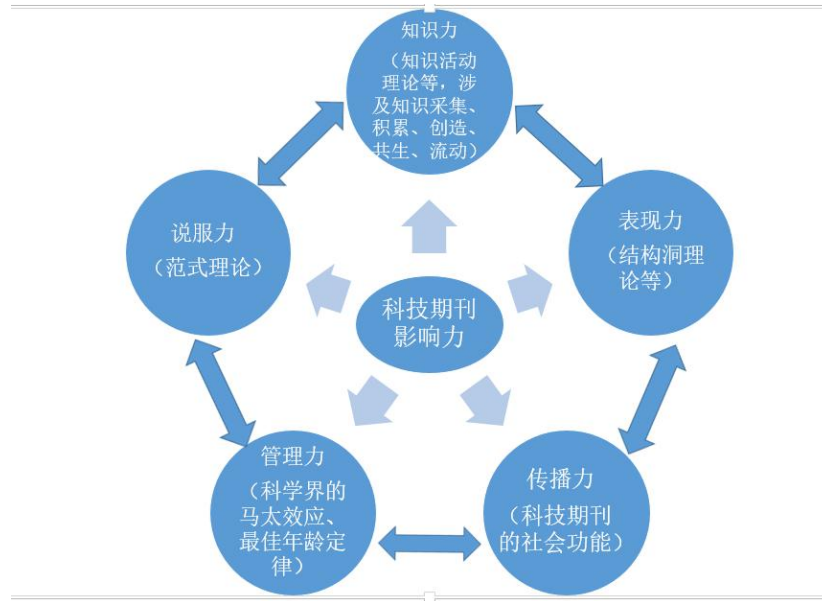 知识力
（知识活动
理论等，涉
及知识采集、
积累、创造、
共生、流动）
说服力
（范式理论）
表现力
（结构洞理
论等）
科技期刊
影响力
管理力
（科学界的
马太效应、
最佳年龄定
律）
传播力
（科技期刊
的社会功能）